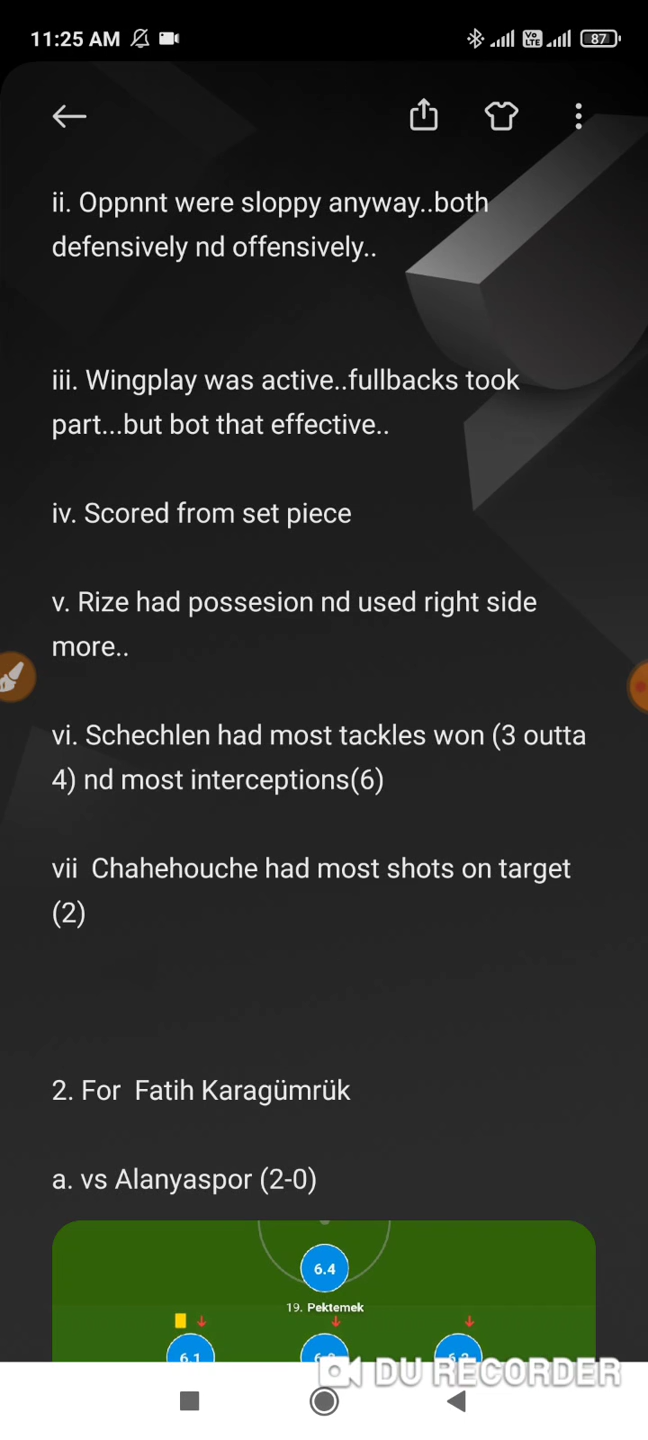 11:25 AM
Vo LTE
87
ii. Oppnnt were sloppy anyway..both
defensively nd offensively..
iii. Wingplay was active..fullbacks took
part...but bot that effective..
iv. Scored from set piece
v. Rize had possesion nd used right side
more..
vi. Schechlen had most tackles won (3 outta
4) nd most interceptions(6)
vii  Chahehouche had most shots on target
(2)
2. For  Fatih Karagümrük
a. vs Alanyaspor (2-0)
6.4
19. Pektemek
6.1
DU RECORDER